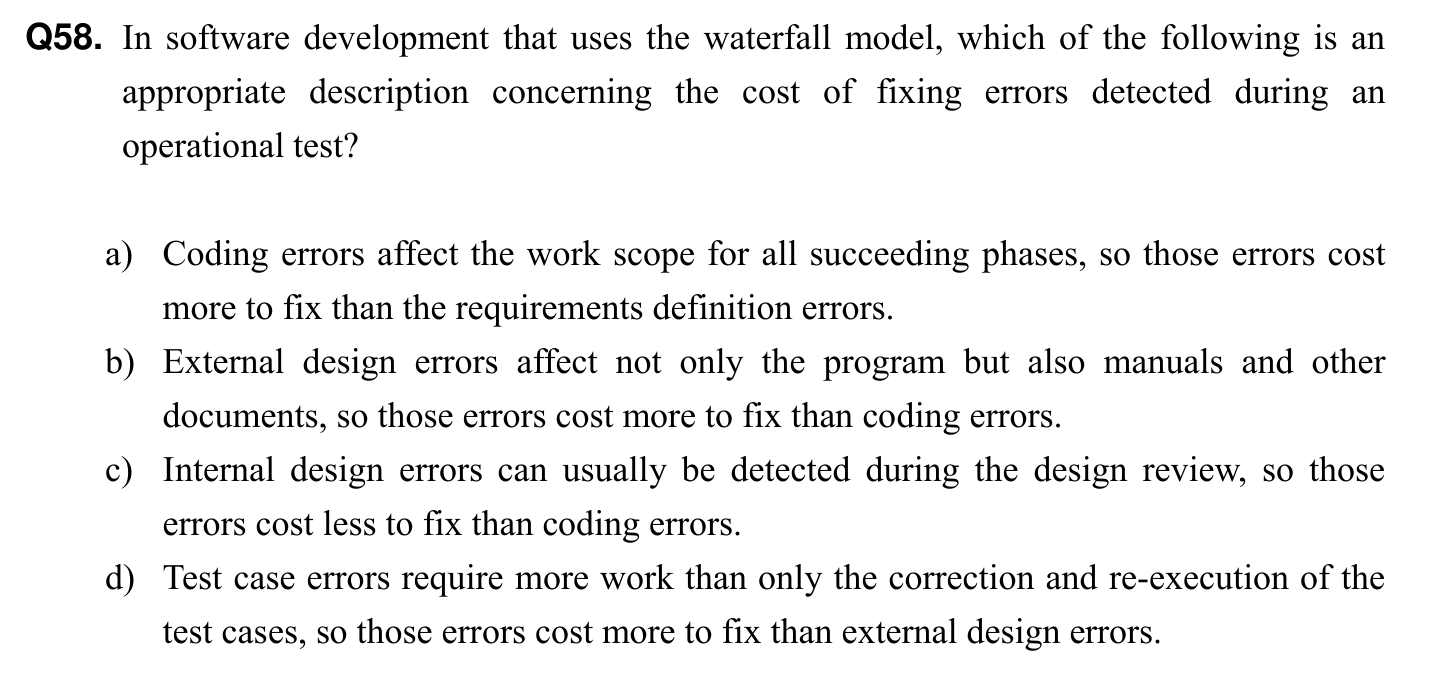 Q58. In software development that uses the waterfall model, which of the following is an
appropriate description concerning the cost of fixing errors detected during an
operational test?
a) Coding errors affect the work scope for all succeeding phases, so those errors cost
more to fix than the requirements definition errors.
b) External design errors affect not only the program but also manuals and other
documents, so those errors cost more to fix than coding errors.
c) Internal design errors can usually be detected during the design review, so those
errors cost less to fix than coding errors.
d) Test case errors require more work than only the correction and re-execution of the
test cases, so those errors cost more to fix than external design errors.